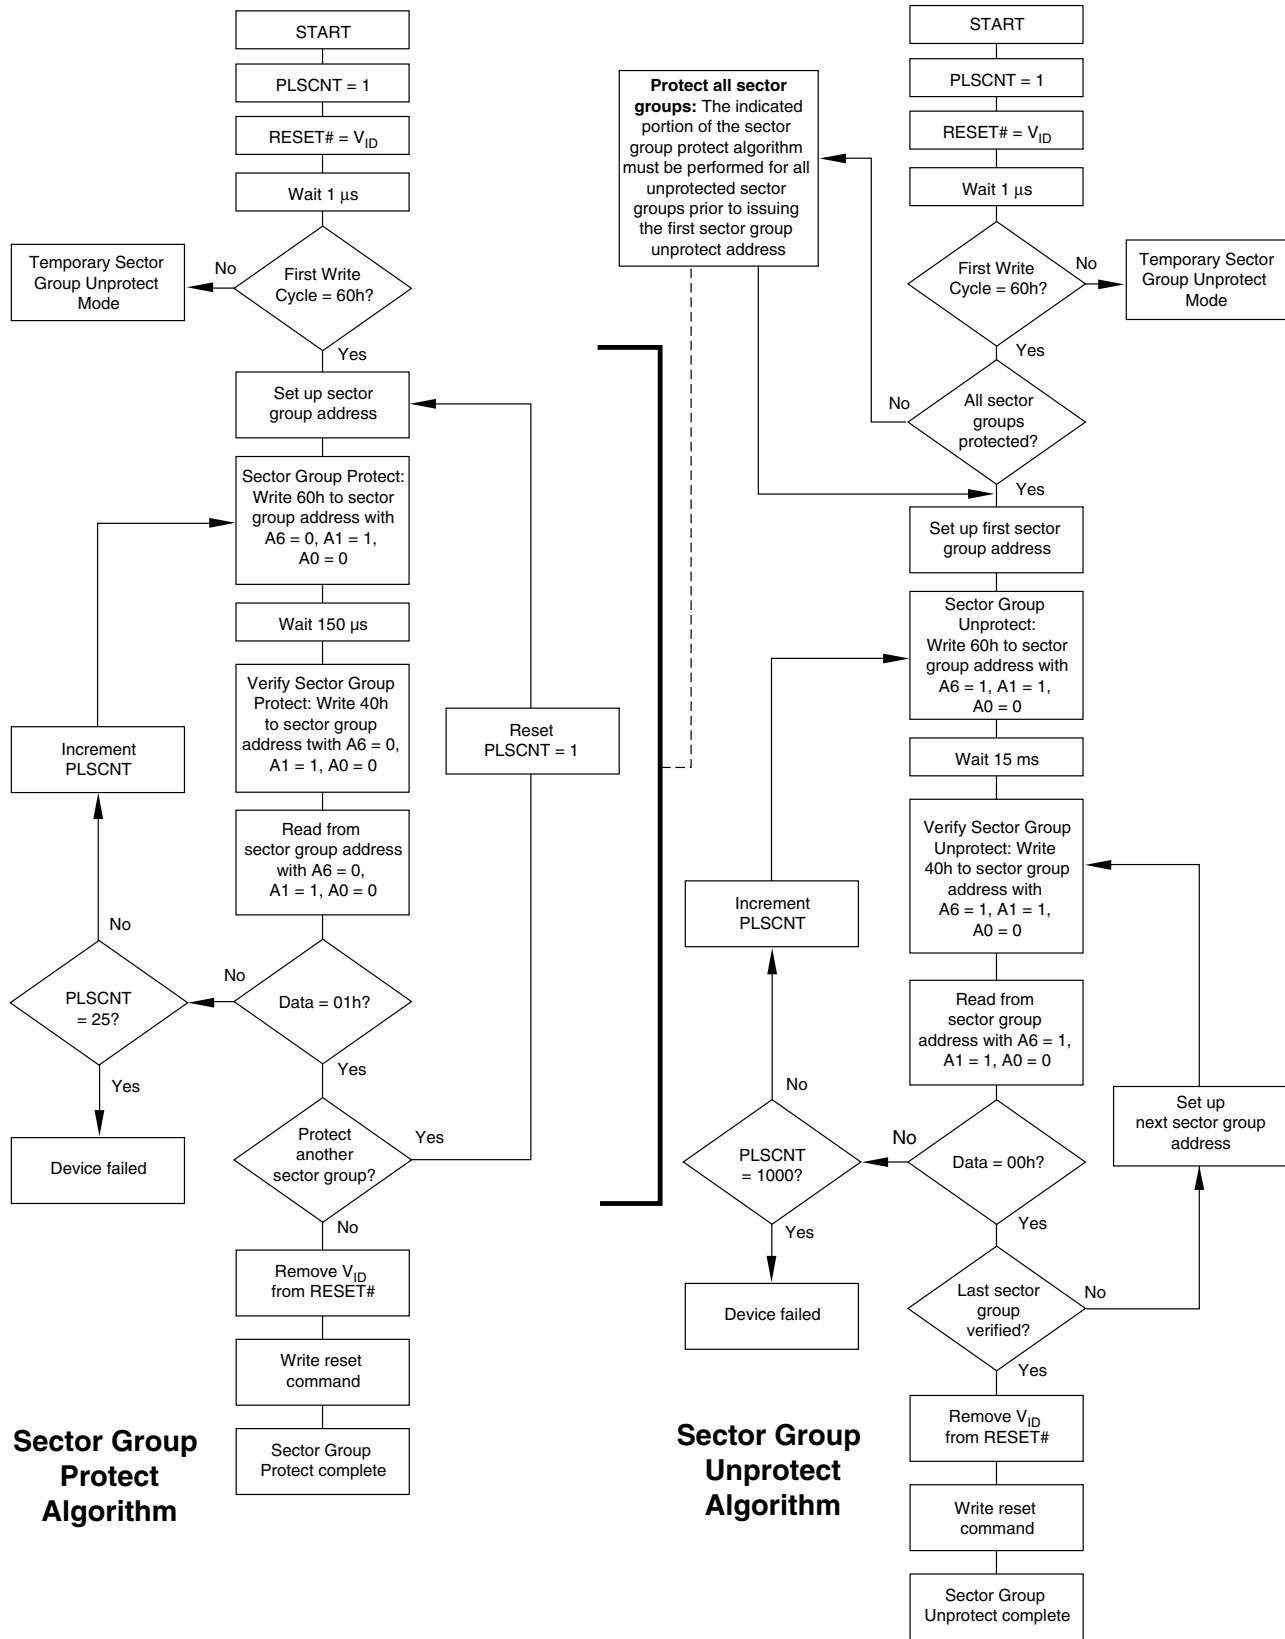 START
PLSCNT = 1
RESET# = VID
Wait 1 μs
First Write
Cycle = 60h?
No
Temporary Sector
Group Unprotect
Mode
Yes
Set up sector
group address
Sector Group Protect:
Write 60h to sector
group address with
A6 = 0, A1 = 1,
A0 = 0
Wait 150 µs
Verify Sector Group
Protect: Write 40h
to sector group
address twith A6 = 0,
A1 = 1, A0 = 0
Increment
PLSCNT
Reset
PLSCNT = 1
Read from
sector group address
with A6 = 0,
A1 = 1, A0 = 0
No
No
PLSCNT
= 25?
Data = 01h?
Yes
Yes
Device failed
Protect
another
sector group?
Yes
No
Remove VID
from RESET#
Write reset
command
Sector Group
Protect complete
Sector Group
Protect
Algorithm
Protect all sector
groups: The indicated
portion of the sector
group protect algorithm
must be performed for all
unprotected sector
groups prior to issuing
the first sector group
unprotect address
START
PLSCNT = 1
RESET# = VID
Wait 1 μs
First Write
Cycle = 60h?
No
Temporary Sector
Group Unprotect
Mode
Yes
No
All sector
groups
protected?
Yes
Set up first sector
group address
Sector Group
Unprotect:
Write 60h to sector
group address with
A6 = 1, A1 = 1,
A0 = 0
Wait 15 ms
Verify Sector Group
Unprotect: Write
40h to sector group
address with
A6 = 1, A1 = 1,
A0 = 0
Increment
PLSCNT
Read from
sector group
address with A6 = 1,
A1 = 1, A0 = 0
No
No
Set up
next sector group
address
PLSCNT
= 1000?
Data = 00h?
Yes
Yes
Device failed
Last sector
group
verified?
No
Yes
Remove VID
from RESET#
Write reset
command
Sector Group
Unprotect complete
Sector Group
Unprotect
Algorithm